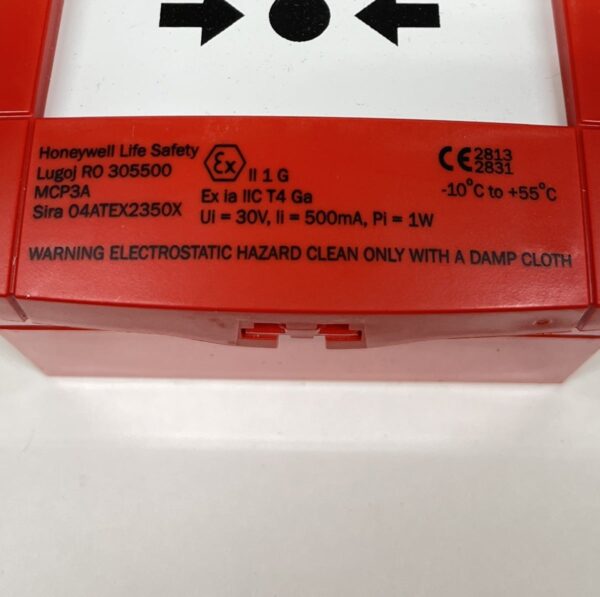 Honeywell Life Safety
Lugoj RO 305500
MCP3A
Sira 04ATEX2350X
Ex II 1 G
Ex ia IIC T4 Ga
Ui = 30V, Ii = 500mA, Pi = 1W
CE 2813
2831
-10°C to +55°C
WARNING ELECTROSTATIC HAZARD CLEAN ONLY WITH A DAMP CLOTH